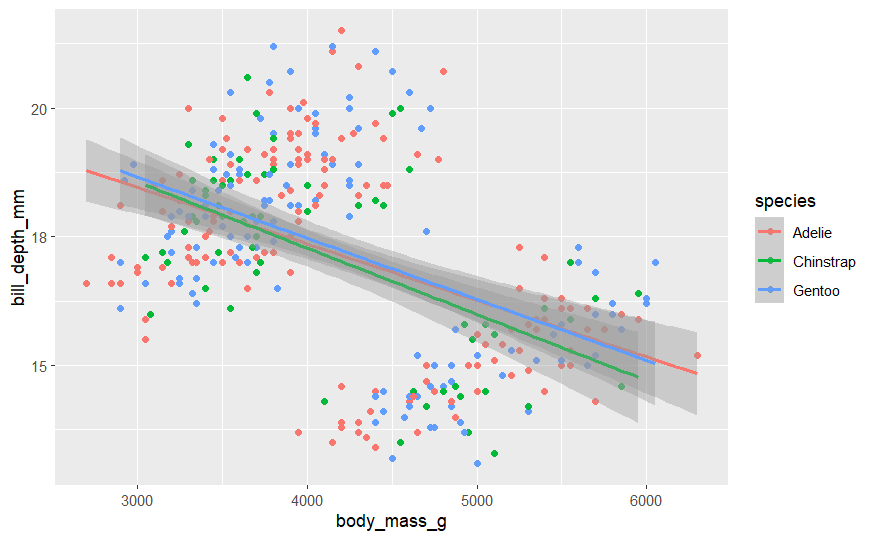 20
18
15
bill_depth_mm
3000 4000 5000 6000
body_mass_g
species
Adelie
Chinstrap
Gentoo